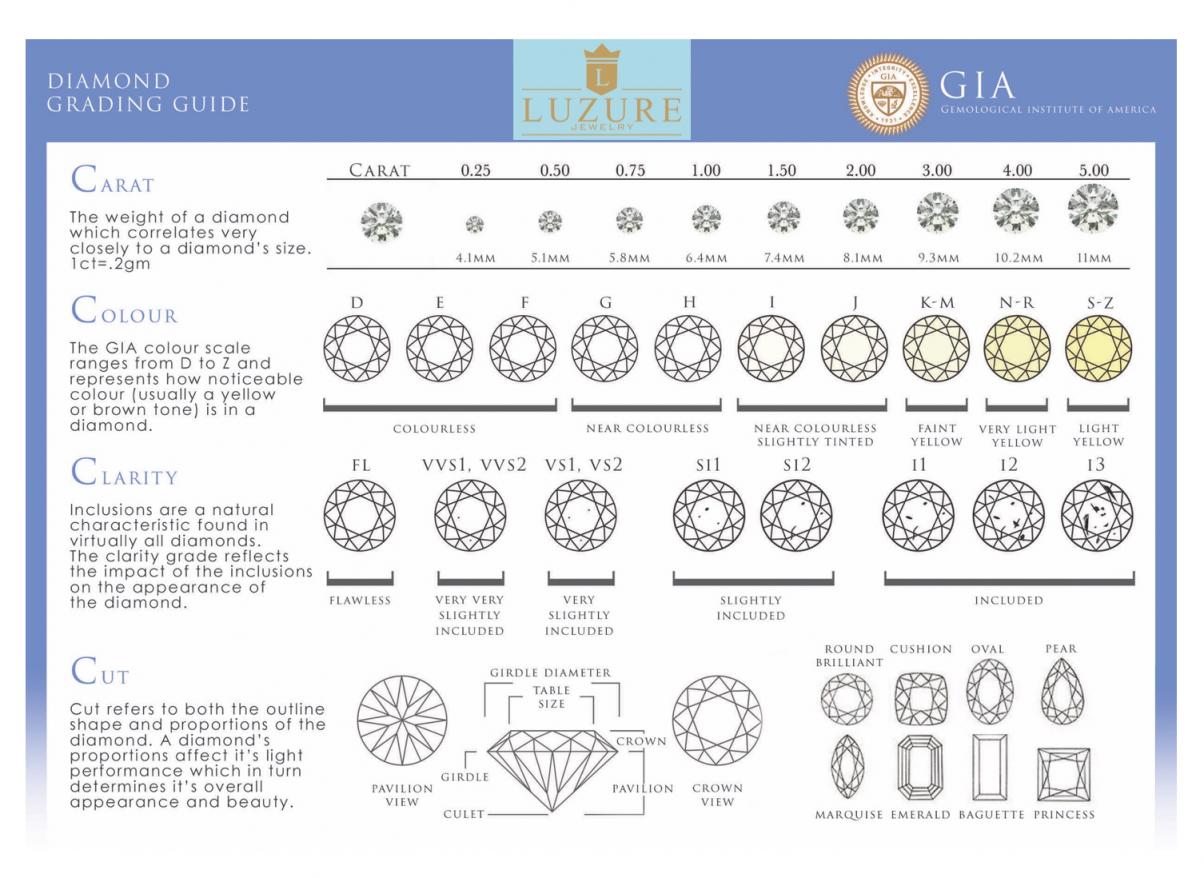 DIAMOND
GRADING GUIDE
L
LUZURE
JEWELRY
KNOWLEDGE INTEGRITY EXCELLENCE
GIA
1931
GIA
GEMOLOGICAL INSTITUTE OF AMERICA
CARAT
The weight of a diamond
which correlates very
closely to a diamond's size.
1ct=.2gm
CARAT 0.25 0.50 0.75 1.00 1.50 2.00 3.00 4.00 5.00
4.1MM 5.1MM 5.8MM 6.4MM 7.4MM 8.1MM 9.3MM 10.2MM 11MM
COLOUR
The GIA colour scale
ranges from D to Z and
represents how noticeable
colour (usually a yellow
or brown tone) is in a
diamond.
D E F G H I J K-M N-R S-Z
COLOURLESS
NEAR COLOURLESS
NEAR COLOURLESS
SLIGHTLY TINTED
FAINT
YELLOW
VERY LIGHT
YELLOW
LIGHT
YELLOW
CLARITY
Inclusions are a natural
characteristic found in
virtually all diamonds.
The clarity grade reflects
the impact of the inclusions
on the appearance of
the diamond.
FL VVS1, VVS2 VS1, VS2 SI1 SI2 I1 I2 I3
FLAWLESS
VERY VERY
SLIGHTLY
INCLUDED
VERY
SLIGHTLY
INCLUDED
SLIGHTLY
INCLUDED
INCLUDED
CUT
Cut refers to both the outline
shape and proportions of the
diamond. A diamond's
proportions affect it's light
performance which in turn
determines it's overall
appearance and beauty.
PAVILION
VIEW
GIRDLE DIAMETER
TABLE
SIZE
CROWN
GIRDLE
PAVILION
CULET
CROWN
VIEW
ROUND
BRILLIANT
CUSHION
OVAL
PEAR
MARQUISE EMERALD BAGUETTE PRINCESS